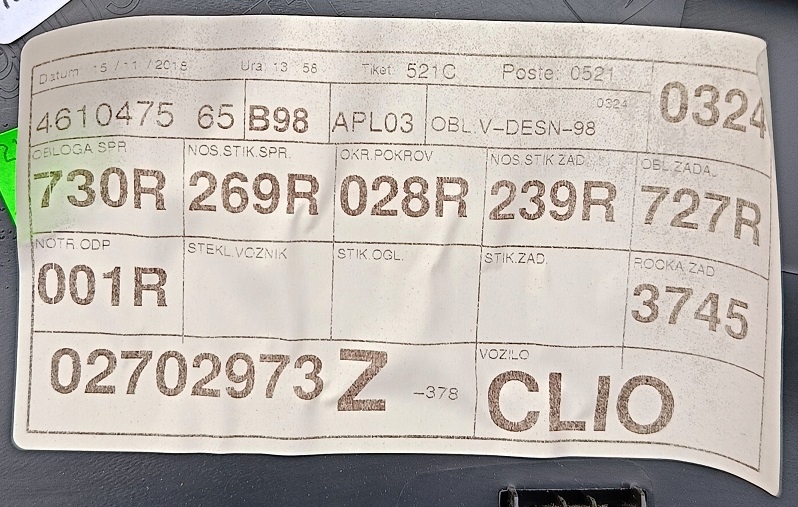 Datum: 15/11/2018 Ura: 13 58 Tiket: 521C Poste: 0521
0324
4610475 65 B98 APL03 OBL.V-DESN-98 0324
OBLOGA SPR NOS.STIK.SPR. OKR.POKROV NOS.STIK ZAD. OBL.ZADAJ
730R 269R 028R 239R 727R
NOTR.ODP STEKL.VOZNIK STIK.OGL. STIK.ZAD. ROCKA ZAD
001R 3745
02702973 Z -378 VOZILO
CLIO